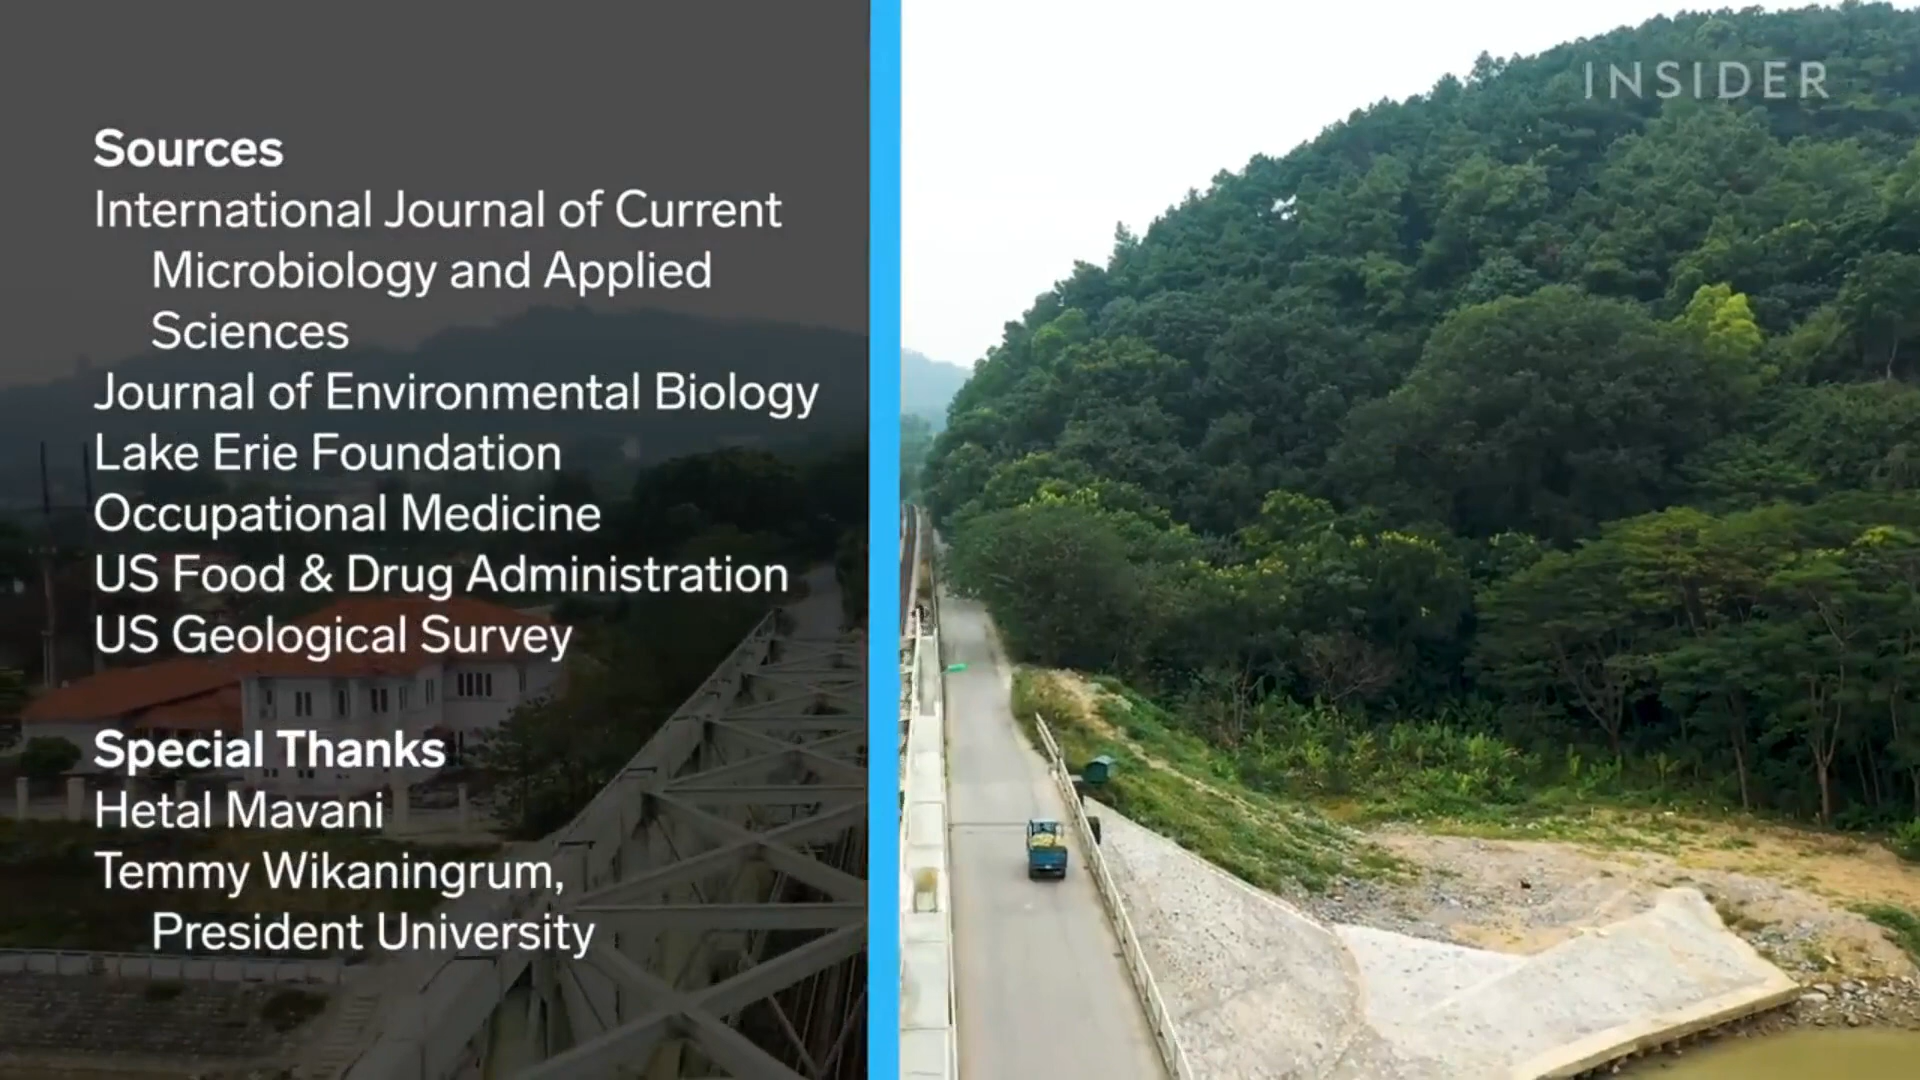 INSIDER
Sources
International Journal of Current
Microbiology and Applied
Sciences
Journal of Environmental Biology
Lake Erie Foundation
Occupational Medicine
US Food & Drug Administration
US Geological Survey
Special Thanks
Hetal Mavani
Temmy Wikaningrum,
President University